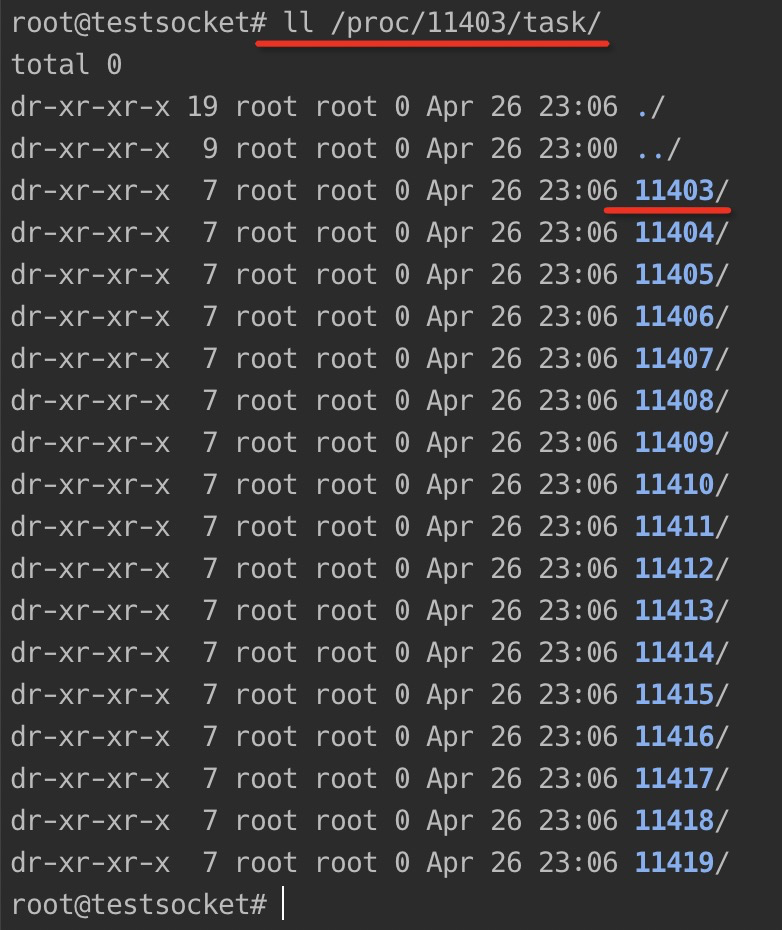 root@testsocket# ll /proc/11403/task/
total 0
dr-xr-xr-x 19 root root 0 Apr 26 23:06 ./
dr-xr-xr-x  9 root root 0 Apr 26 23:00 ../
dr-xr-xr-x  7 root root 0 Apr 26 23:06 11403/
dr-xr-xr-x  7 root root 0 Apr 26 23:06 11404/
dr-xr-xr-x  7 root root 0 Apr 26 23:06 11405/
dr-xr-xr-x  7 root root 0 Apr 26 23:06 11406/
dr-xr-xr-x  7 root root 0 Apr 26 23:06 11407/
dr-xr-xr-x  7 root root 0 Apr 26 23:06 11408/
dr-xr-xr-x  7 root root 0 Apr 26 23:06 11409/
dr-xr-xr-x  7 root root 0 Apr 26 23:06 11410/
dr-xr-xr-x  7 root root 0 Apr 26 23:06 11411/
dr-xr-xr-x  7 root root 0 Apr 26 23:06 11412/
dr-xr-xr-x  7 root root 0 Apr 26 23:06 11413/
dr-xr-xr-x  7 root root 0 Apr 26 23:06 11414/
dr-xr-xr-x  7 root root 0 Apr 26 23:06 11415/
dr-xr-xr-x  7 root root 0 Apr 26 23:06 11416/
dr-xr-xr-x  7 root root 0 Apr 26 23:06 11417/
dr-xr-xr-x  7 root root 0 Apr 26 23:06 11418/
dr-xr-xr-x  7 root root 0 Apr 26 23:06 11419/
root@testsocket#